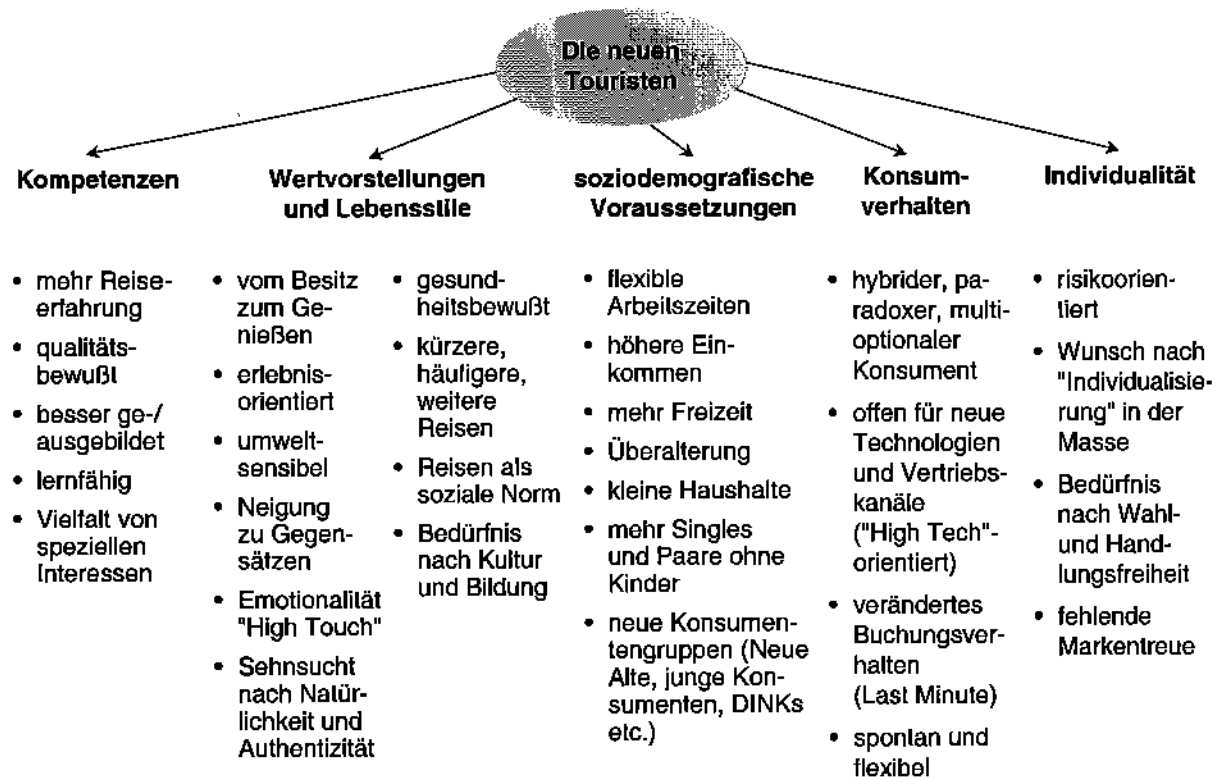 Die neuen
Touristen
Kompetenzen
Wertvorstellungen
und Lebensstile
soziodemografische
Voraussetzungen
Konsum-
verhalten
Individualität
• mehr Reise-
erfahrung
• qualitäts-
bewußt
• besser ge-/
ausgebildet
• lernfähig
• Vielfalt von
speziellen
Interessen
• vom Besitz
zum Ge-
nießen
• erlebnis-
orientiert
• umwelt-
sensibel
• Neigung
zu Gegen-
sätzen
• Emotionalität
"High Touch"
• Sehnsucht
nach Natür-
lichkeit und
Authentizität
• gesund-
heitsbewußt
• kürzere,
häufigere,
weitere
Reisen
• Reisen als
soziale Norm
• Bedürfnis
nach Kultur
und Bildung
• flexible
Arbeitszeiten
• höhere Ein-
kommen
• mehr Freizeit
• Überalterung
• kleine Haushalte
• mehr Singles
und Paare ohne
Kinder
• neue Konsumen-
tengruppen (Neue
Alte, junge Kon-
sumenten, DINKs
etc.)
• hybrider, pa-
radoxer, multi-
optionaler
Konsument
• offen für neue
Technologien
und Vertriebs-
kanäle
("High Tech"-
orientiert)
• verändertes
Buchungsver-
halten
(Last Minute)
• spontan und
flexibel
• risikoorien-
tiert
• Wunsch nach
"Individualisie-
rung" in der
Masse
• Bedürfnis
nach Wahl-
und Hand-
lungsfreiheit
• fehlende
Markentreue